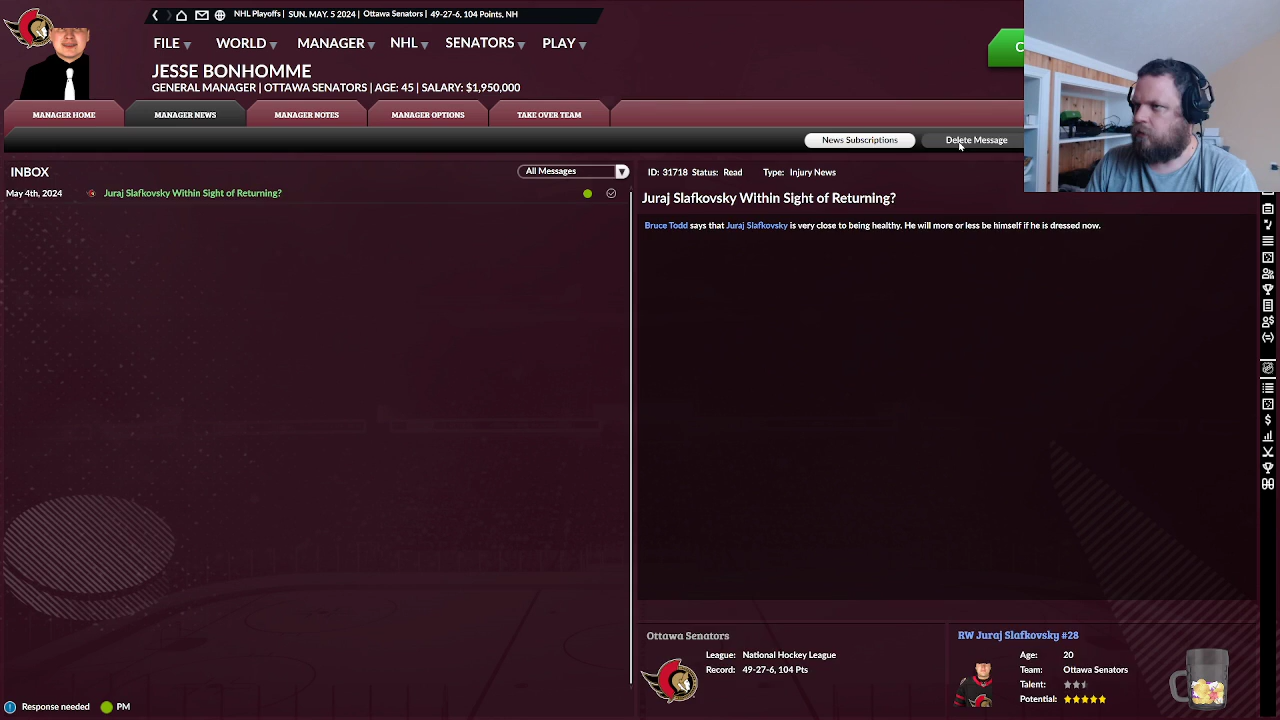 NHL Playoffs | SUN. MAY. 5 2024 | Ottawa Senators | 49-27-6, 104 Points, NH
FILE WORLD MANAGER NHL SENATORS PLAY
JESSE BONHOMME
GENERAL MANAGER | OTTAWA SENATORS | AGE: 45 | SALARY: $1,950,000
MANAGER HOME MANAGER NEWS MANAGER NOTES MANAGER OPTIONS TAKE OVER TEAM
News Subscriptions Delete Message
INBOX All Messages
May 4th, 2024 Juraj Slafkovsky Within Sight of Returning?
ID: 31718 Status: Read Type: Injury News
Juraj Slafkovsky Within Sight of Returning?
Bruce Todd says that Juraj Slafkovsky is very close to being healthy. He will more or less be himself if he is dressed now.
Ottawa Senators
League: National Hockey League
Record: 49-27-6, 104 Pts
RW Juraj Slafkovsky #28
Age: 20
Team: Ottawa Senators
Talent:
Potential:
Response needed PM